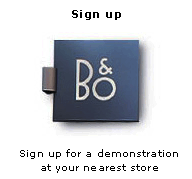 Sign up
B&O
Sign up for a demonstration
at your nearest store